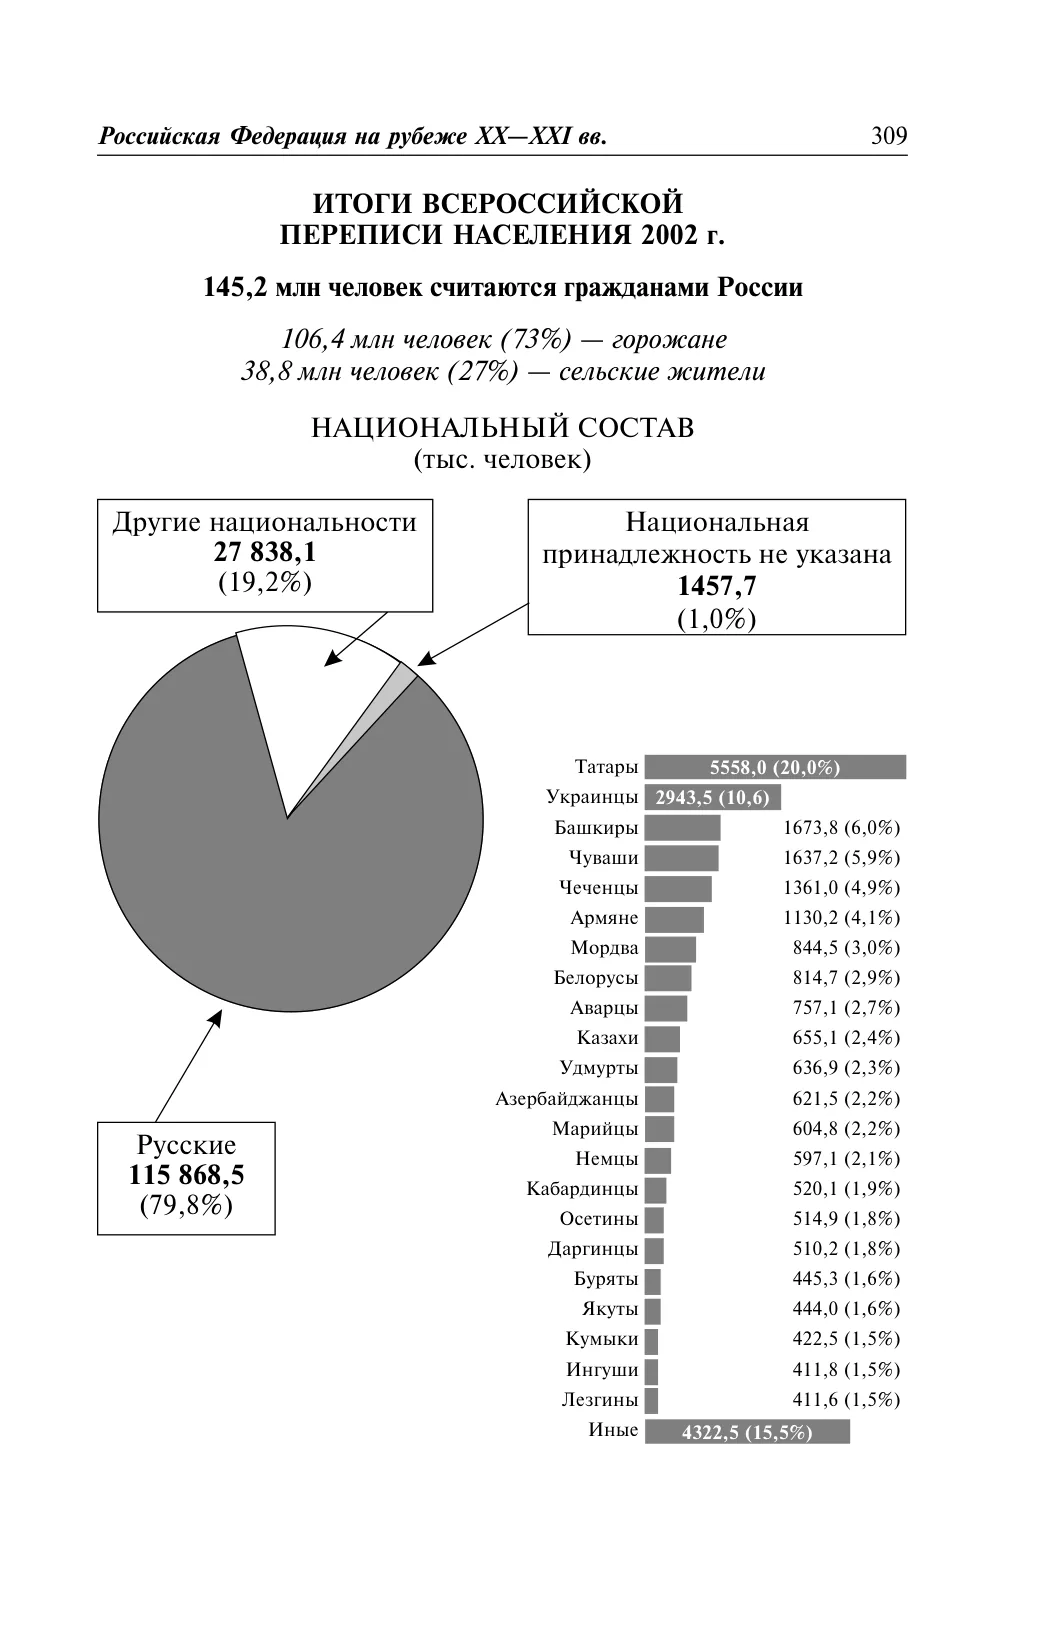 Российская Федерация на рубеже XX—XXI вв. 309
ИТОГИ ВСЕРОССИЙСКОЙ
ПЕРЕПИСИ НАСЕЛЕНИЯ 2002 г.
145,2 млн человек считаются гражданами России
106,4 млн человек (73%) — горожане
38,8 млн человек (27%) — сельские жители
НАЦИОНАЛЬНЫЙ СОСТАВ
(тыс. человек)
Другие национальности
27 838,1
(19,2%)
Национальная
принадлежность не указана
1457,7
(1,0%)
Татары 5558,0 (20,0%)
Украинцы 2943,5 (10,6)
Башкиры 1673,8 (6,0%)
Чуваши 1637,2 (5,9%)
Чеченцы 1361,0 (4,9%)
Армяне 1130,2 (4,1%)
Мордва 844,5 (3,0%)
Белорусы 814,7 (2,9%)
Аварцы 757,1 (2,7%)
Казахи 655,1 (2,4%)
Удмурты 636,9 (2,3%)
Азербайджанцы 621,5 (2,2%)
Марийцы 604,8 (2,2%)
Немцы 597,1 (2,1%)
Кабардинцы 520,1 (1,9%)
Осетины 514,9 (1,8%)
Даргинцы 510,2 (1,8%)
Буряты 445,3 (1,6%)
Якуты 444,0 (1,6%)
Кумыки 422,5 (1,5%)
Ингуши 411,8 (1,5%)
Лезгины 411,6 (1,5%)
Иные 4322,5 (15,5%)
Русские
115 868,5
(79,8%)